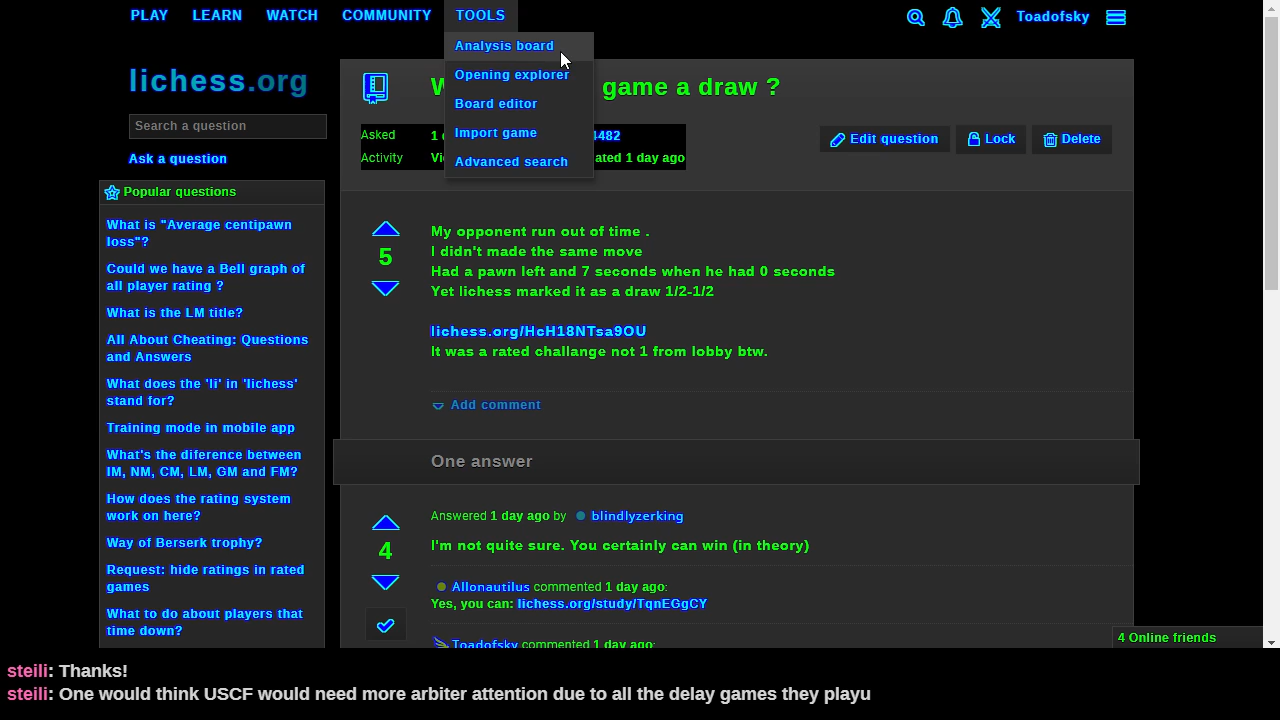 PLAY LEARN WATCH COMMUNITY TOOLS Toadofsky
Analysis board
Opening explorer
Board editor
Import game
Advanced search
lichess.org
Search a question
Ask a question
Popular questions
What is "Average centipawn
loss"?
Could we have a Bell graph of
all player rating ?
What is the LM title?
All About Cheating: Questions
and Answers
What does the 'li' in 'lichess'
stand for?
Training mode in mobile app
What's the diference between
IM, NM, CM, LM, GM and FM?
How does the rating system
work on here?
Way of Berserk trophy?
Request: hide ratings in rated
games
What to do about players that
time down?
game a draw ?
Asked 1 4482
Activity 1 day ago
Edit question Lock Delete
5
My opponent run out of time .
I didn't made the same move
Had a pawn left and 7 seconds when he had 0 seconds
Yet lichess marked it as a draw 1/2-1/2
lichess.org/HcH18NTsa9OU
It was a rated challange not 1 from lobby btw.
Add comment
One answer
4
Answered 1 day ago by blindlyzerking
I'm not quite sure. You certainly can win (in theory)
Allonautilus commented 1 day ago:
Yes, you can: lichess.org/study/TqnEGgCY
Toadofsky commented 1 day ago:
4 Online friends
steili: Thanks!
steili: One would think USCF would need more arbiter attention due to all the delay games they playu